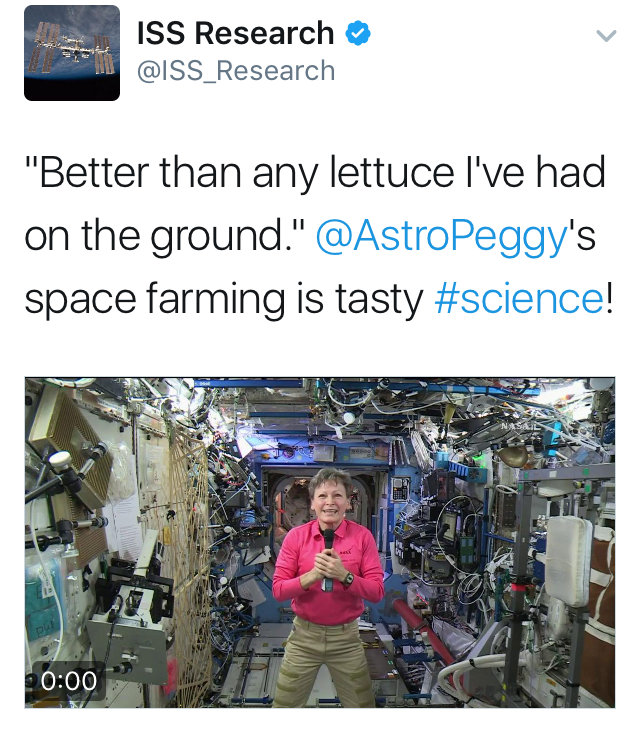 ISS Research
@ISS_Research
"Better than any lettuce I've had
on the ground." @AstroPeggy's
space farming is tasty #science!
NASA
0:00